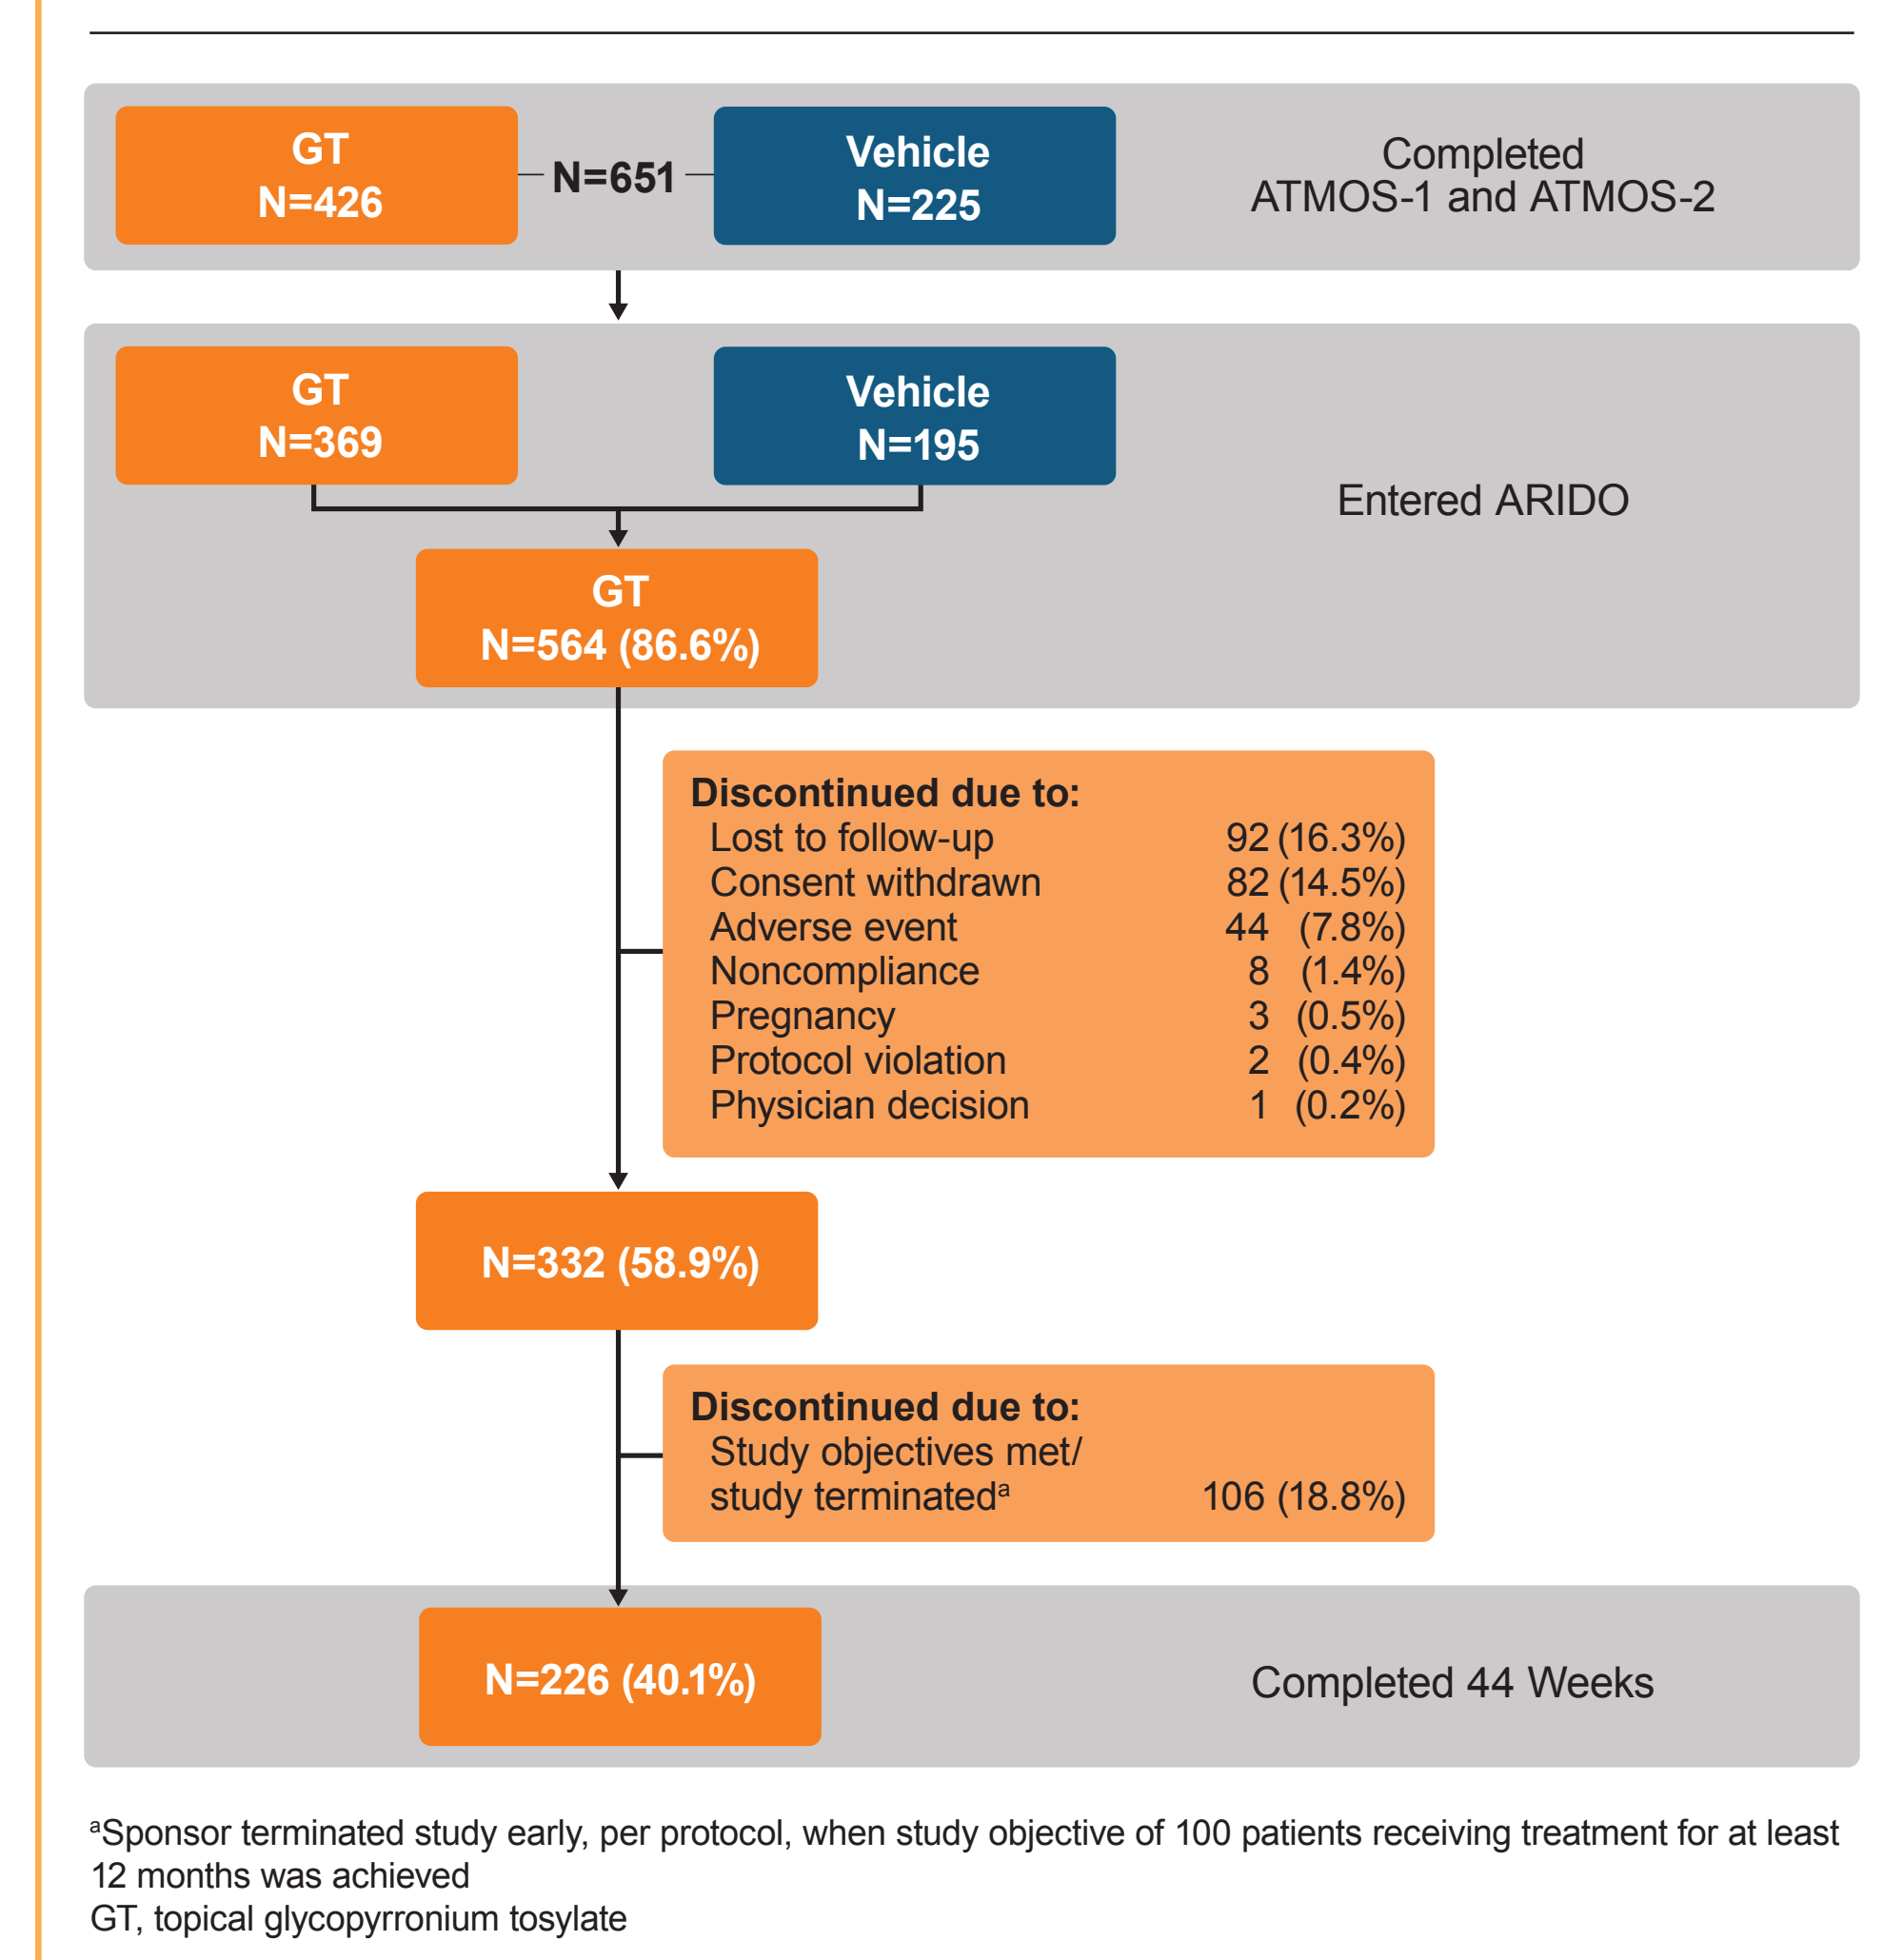 GT
N=426
N=651
Vehicle
N=225
Completed
ATMOS-1 and ATMOS-2
GT
N=369
Vehicle
N=195
Entered ARIDO
GT
N=564 (86.6%)
Discontinued due to:
Lost to follow-up 92 (16.3%)
Consent withdrawn 82 (14.5%)
Adverse event 44 (7.8%)
Noncompliance 8 (1.4%)
Pregnancy 3 (0.5%)
Protocol violation 2 (0.4%)
Physician decision 1 (0.2%)
N=332 (58.9%)
Discontinued due to:
Study objectives met/
study terminatedᵃ 106 (18.8%)
N=226 (40.1%)
Completed 44 Weeks
ᵃSponsor terminated study early, per protocol, when study objective of 100 patients receiving treatment for at least
12 months was achieved
GT, topical glycopyrronium tosylate